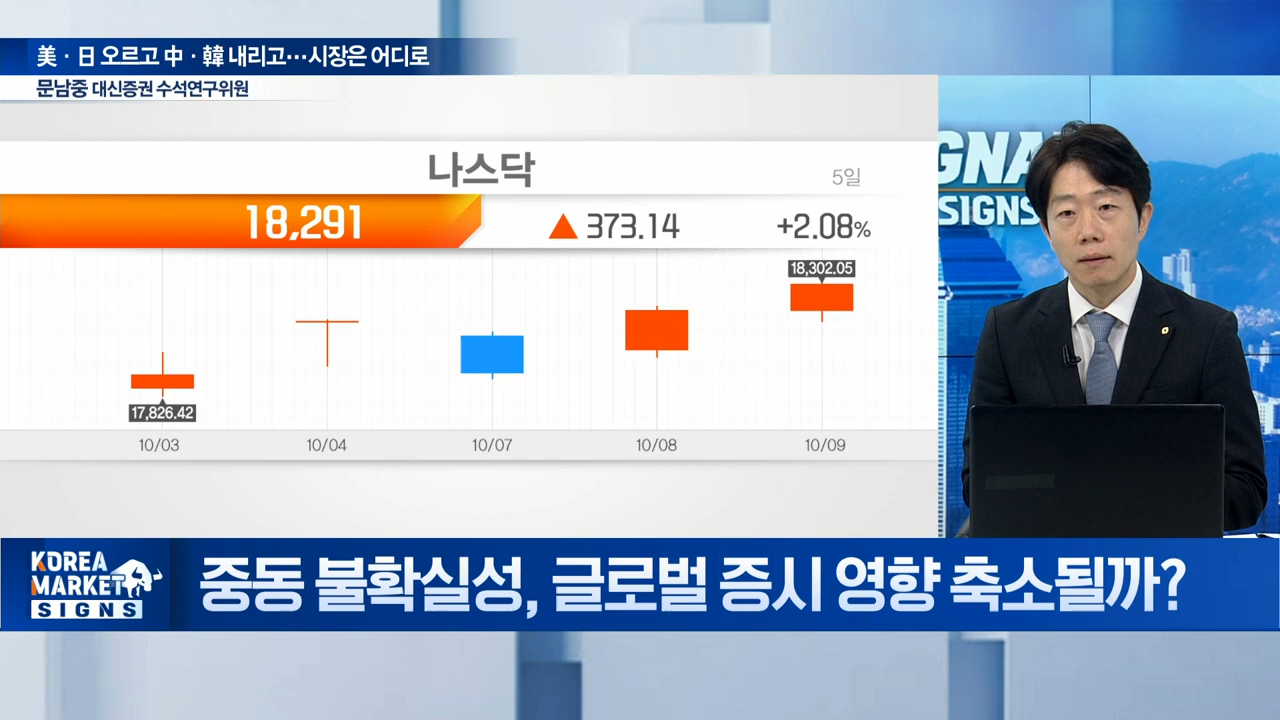 美·日 오르고 中·韓 내리고…시장은 어디로
문남중 대신증권 수석연구위원
나스닥
5일
18,291 ▲ 373.14 +2.08%
18,302.05
17,826.42
10/03 10/04 10/07 10/08 10/09
GNA
SIGNS
KOREA
MARKET
SIGNS
중동 불확실성, 글로벌 증시 영향 축소될까?